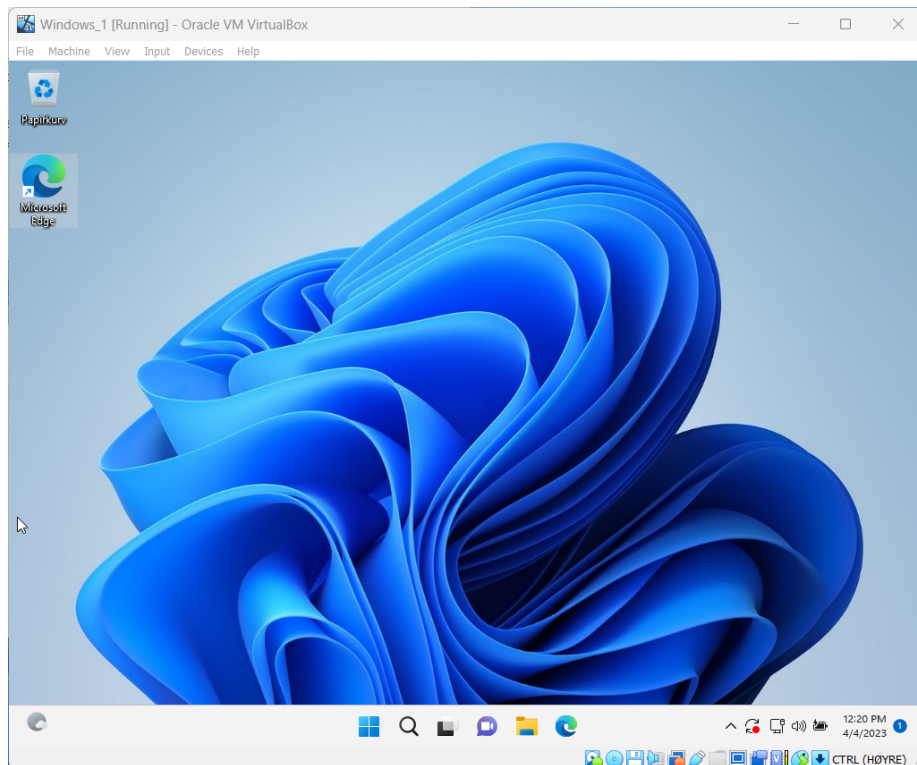 Windows_1 [Running] - Oracle VM VirtualBox
File Machine View Input Devices Help
Papirkurv
Microsoft
Edge
12:20 PM
4/4/2023
1
CTRL (HØYRE)